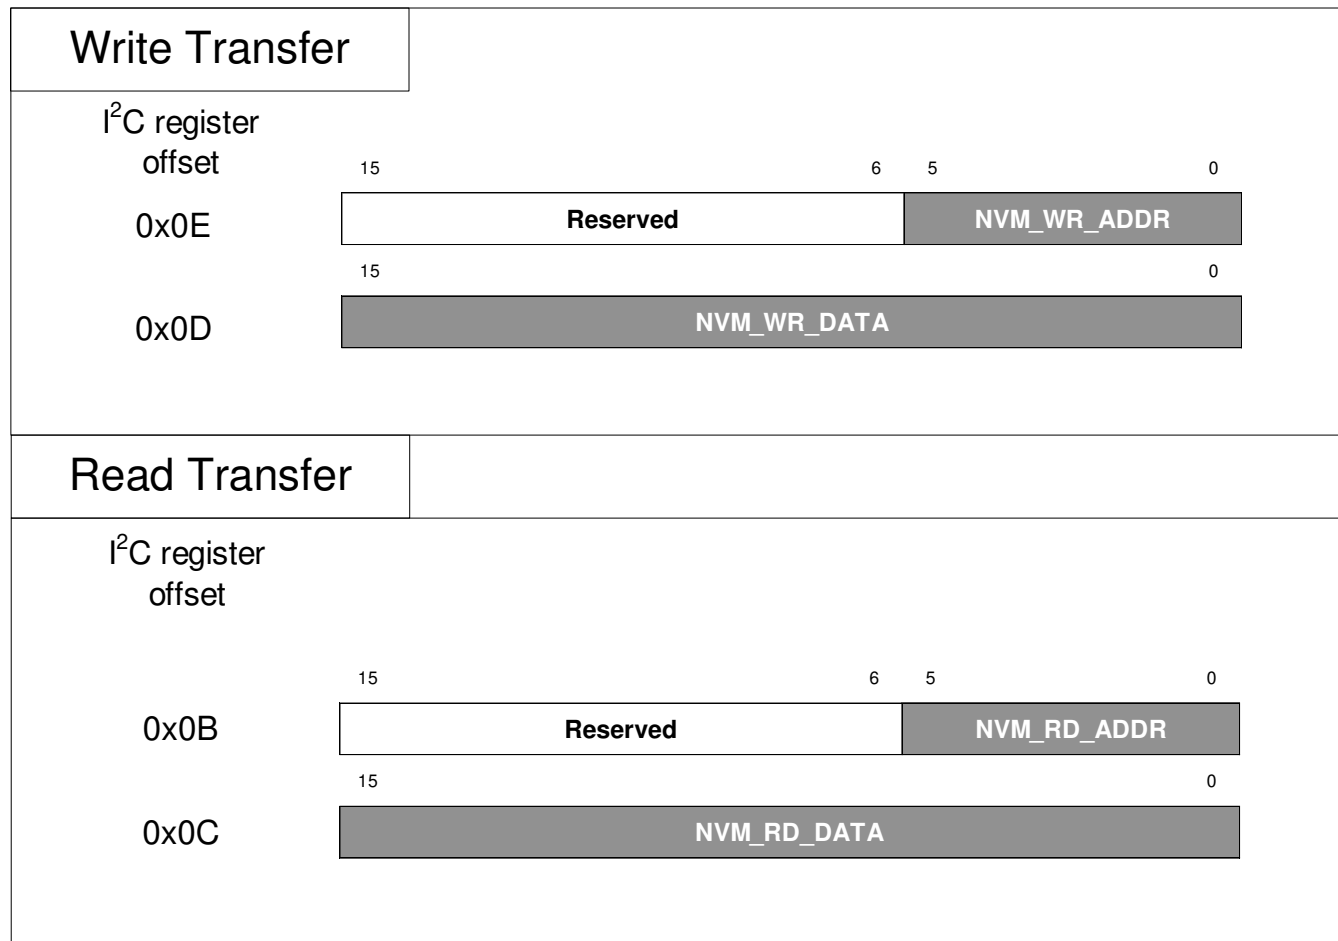 Write Transfer
I²C register
offset
15 6 5 0
0x0E Reserved NVM_WR_ADDR
15 0
0x0D NVM_WR_DATA
Read Transfer
I²C register
offset
15 6 5 0
0x0B Reserved NVM_RD_ADDR
15 0
0x0C NVM_RD_DATA